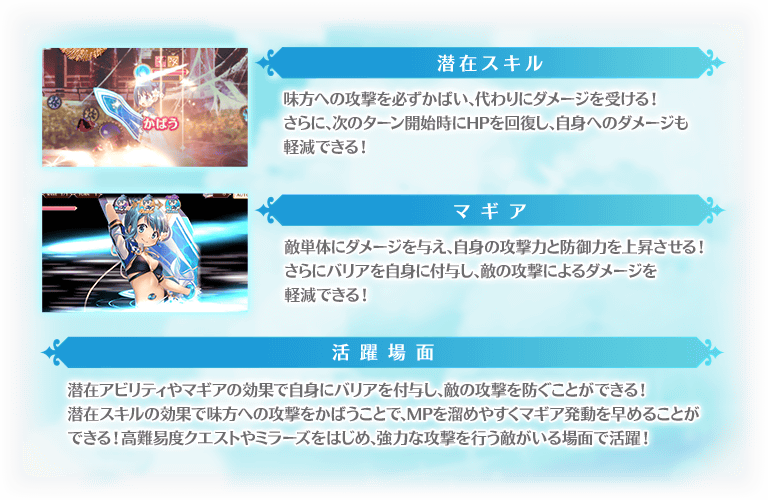 潜在スキル
かばう
味方への攻撃を必ずかばい、代わりにダメージを受ける！
さらに、次のターン開始時にHPを回復し、自身へのダメージも
軽減できる！
マギア
敵単体にダメージを与え、自身の攻撃力と防御力を上昇させる！
さらにバリアを自身に付与し、敵の攻撃によるダメージを
軽減できる！
活躍場面
潜在アビリティやマギアの効果で自身にバリアを付与し、敵の攻撃を防ぐことができる！
潜在スキルの効果で味方への攻撃をかばうことで、MPを溜めやすくマギア発動を早めることが
できる！高難易度クエストやミラーズをはじめ、強力な攻撃を行う敵がいる場面で活躍！